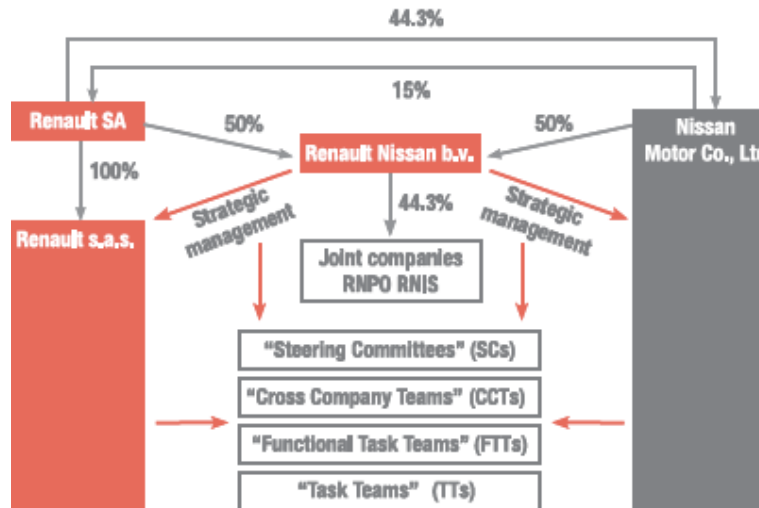 44.3%
15%
Renault SA
50%
50%
Nissan
Motor Co., Ltd
Renault Nissan b.v.
100%
Strategic
management
44.3%
Strategic
management
Renault s.a.s.
Joint companies
RNPO RNIS
“Steering Committees” (SCs)
“Cross Company Teams” (CCTs)
“Functional Task Teams” (FTTs)
“Task Teams” (TTs)